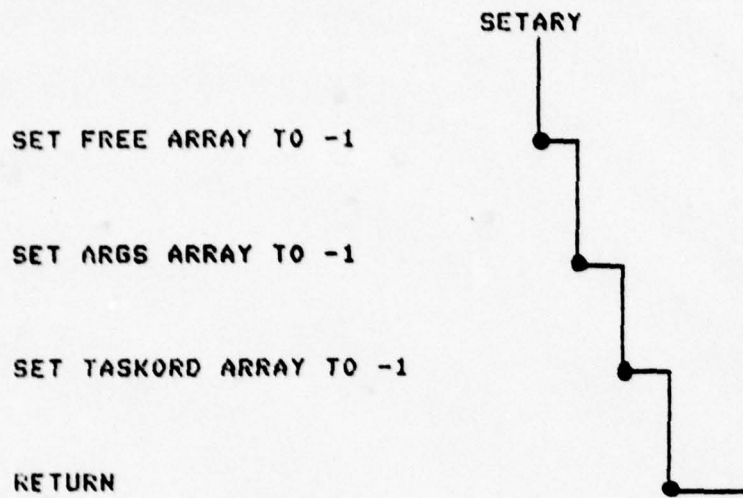 SETARY
SET FREE ARRAY TO -1
SET ARGS ARRAY TO -1
SET TASKORD ARRAY TO -1
RETURN